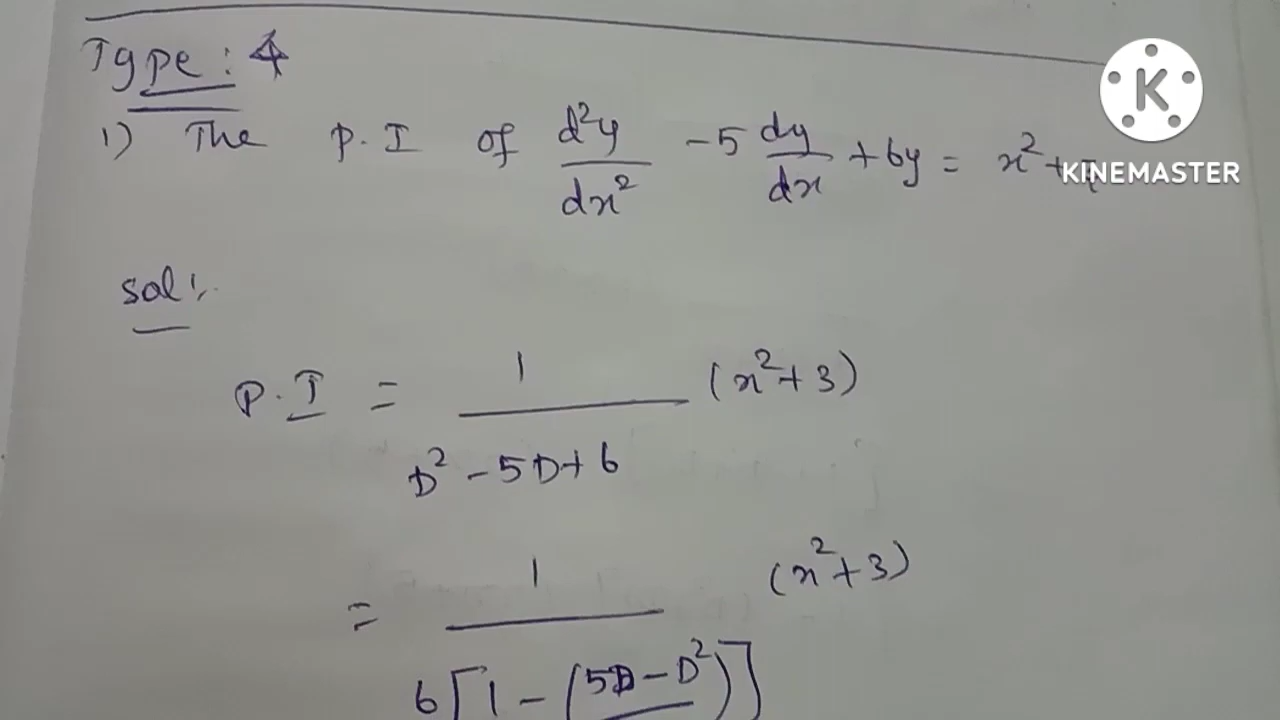 Type: 4
1) The P.I of d²y/dx² -5 dy/dx + 6y = x² +
KINEMASTER
sol:
P.I = 1/(D² - 5D + 6) (x² + 3)
= 1/(6[1 - (5D - D²)]) (x² + 3)